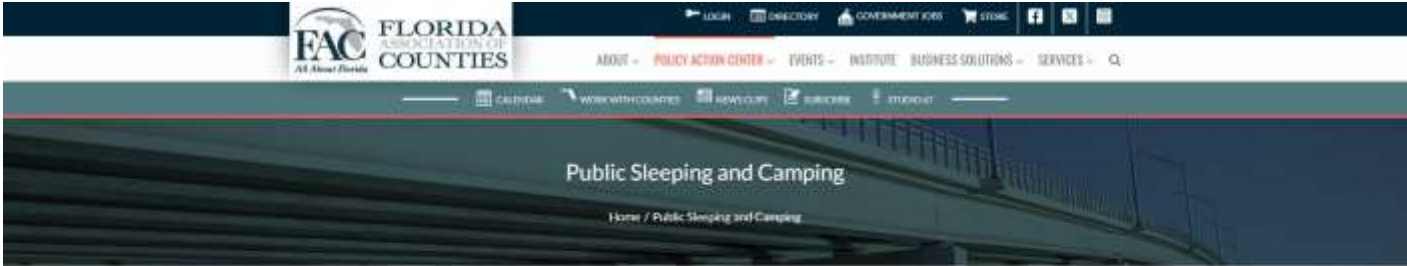 LOGIN DIRECTORY GOVERNMENT JOBS STORE
FLORIDA
ASSOCIATION OF
COUNTIES
FAC
All About Florida
ABOUT POLICY ACTION CENTER EVENTS INSTITUTE BUSINESS SOLUTIONS SERVICES
CALENDAR WORK WITH COUNTIES NEWS CLIPS SUBSCRIBE STUDIO 67
Public Sleeping and Camping
Home / Public Sleeping and Camping